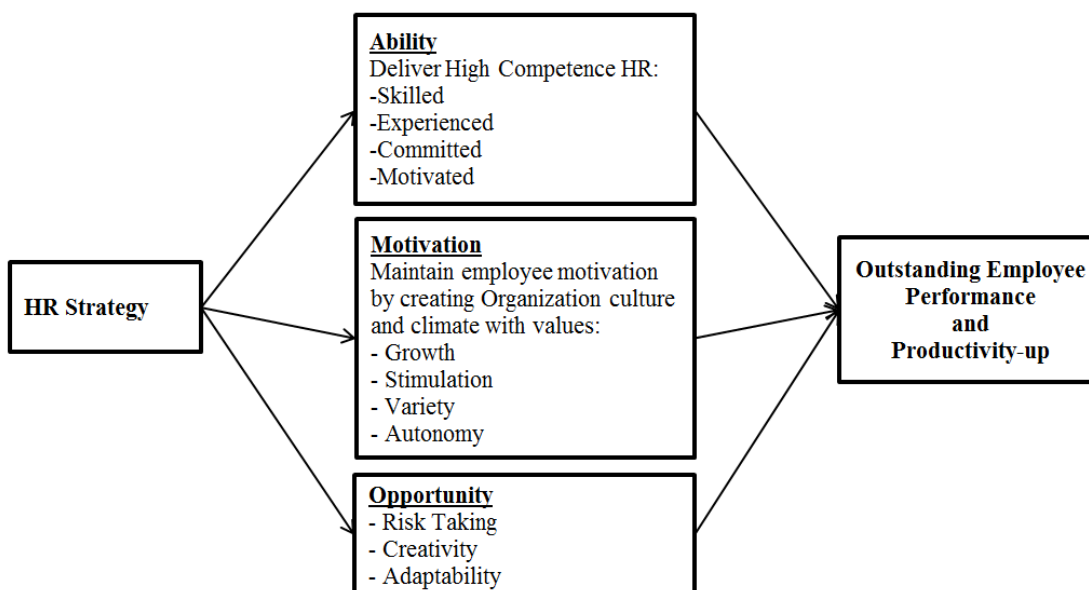 HR Strategy
Ability
Deliver High Competence HR:
-Skilled
-Experienced
-Committed
-Motivated
Motivation
Maintain employee motivation
by creating Organization culture
and climate with values:
- Growth
- Stimulation
- Variety
- Autonomy
Opportunity
- Risk Taking
- Creativity
- Adaptability
Outstanding Employee
Performance
and
Productivity-up